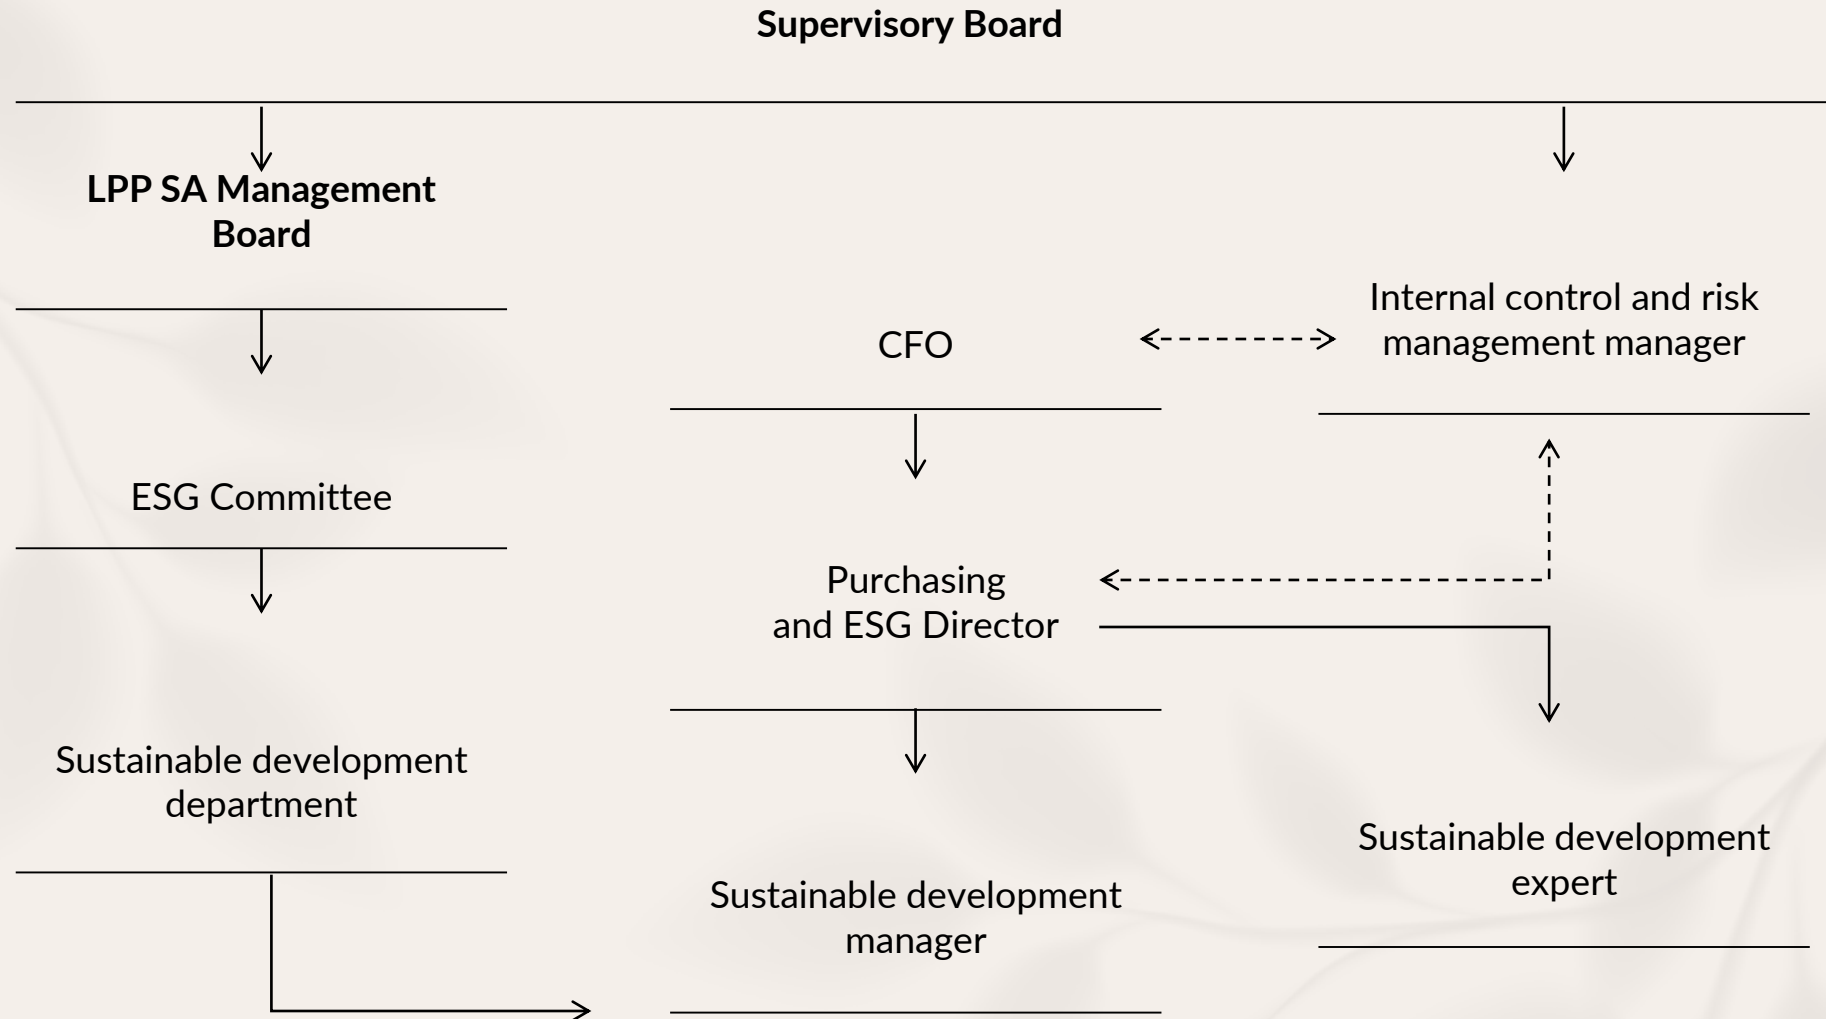 Supervisory Board
LPP SA Management
Board
Internal control and risk
management manager
CFO
ESG Committee
Purchasing
and ESG Director
Sustainable development
department
Sustainable development
expert
Sustainable development
manager